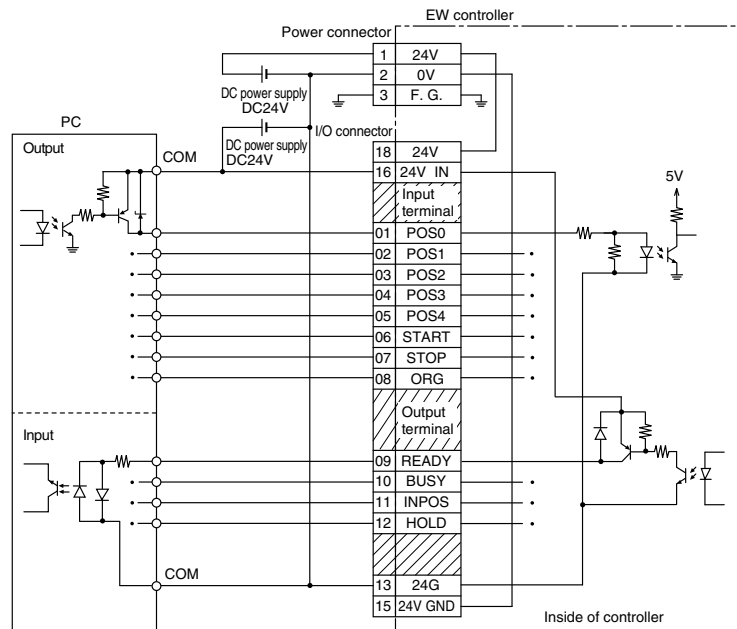 EW controller
Power connector
1 24V
2 0V
3 F. G.
DC power supply
DC24V
PC
I/O connector
Output
COM
DC power supply
DC24V
18 24V
16 24V IN
Input
terminal
5V
01 POS0
02 POS1
03 POS2
04 POS3
05 POS4
06 START
07 STOP
08 ORG
Output
terminal
Input
09 READY
10 BUSY
11 INPOS
12 HOLD
COM
13 24G
15 24V GND
Inside of controller